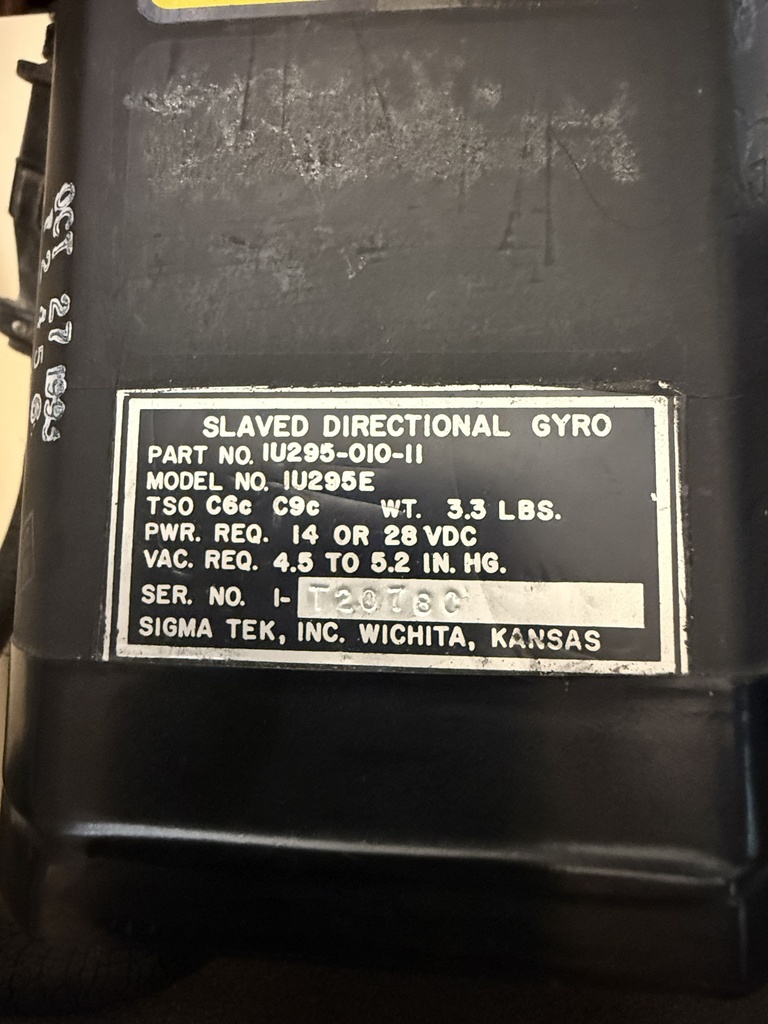 OCT 27 1994
SLAVED DIRECTIONAL GYRO
PART NO. 1U295-010-11
MODEL NO. 1U295E
TSO C6c C9c WT. 3.3 LBS.
PWR. REQ. 14 OR 28 VDC
VAC. REQ. 4.5 TO 5.2 IN. HG.
SER. NO. 1- T2078C
SIGMA TEK, INC. WICHITA, KANSAS